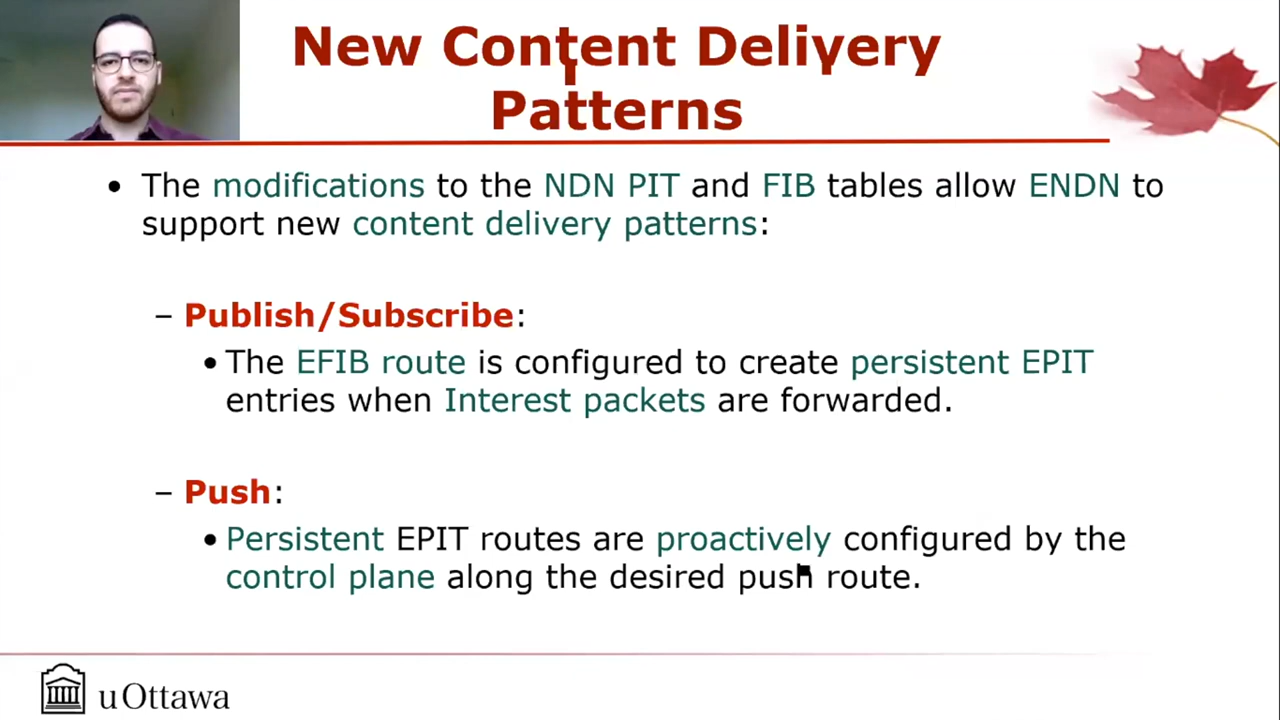 New Content Delivery
Patterns
• The modifications to the NDN PIT and FIB tables allow ENDN to
support new content delivery patterns:
– Publish/Subscribe:
• The EFIB route is configured to create persistent EPIT
entries when Interest packets are forwarded.
– Push:
• Persistent EPIT routes are proactively configured by the
control plane along the desired push route.
uOttawa